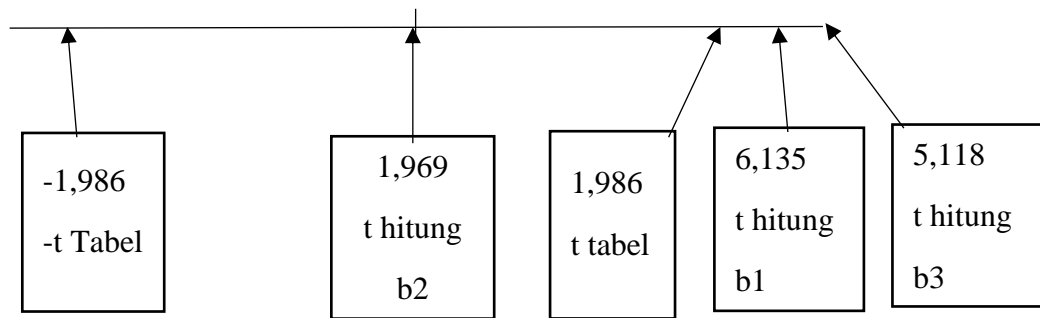 -1,986
-t Tabel
1,969
t hitung
b2
1,986
t tabel
6,135
t hitung
b1
5,118
t hitung
b3